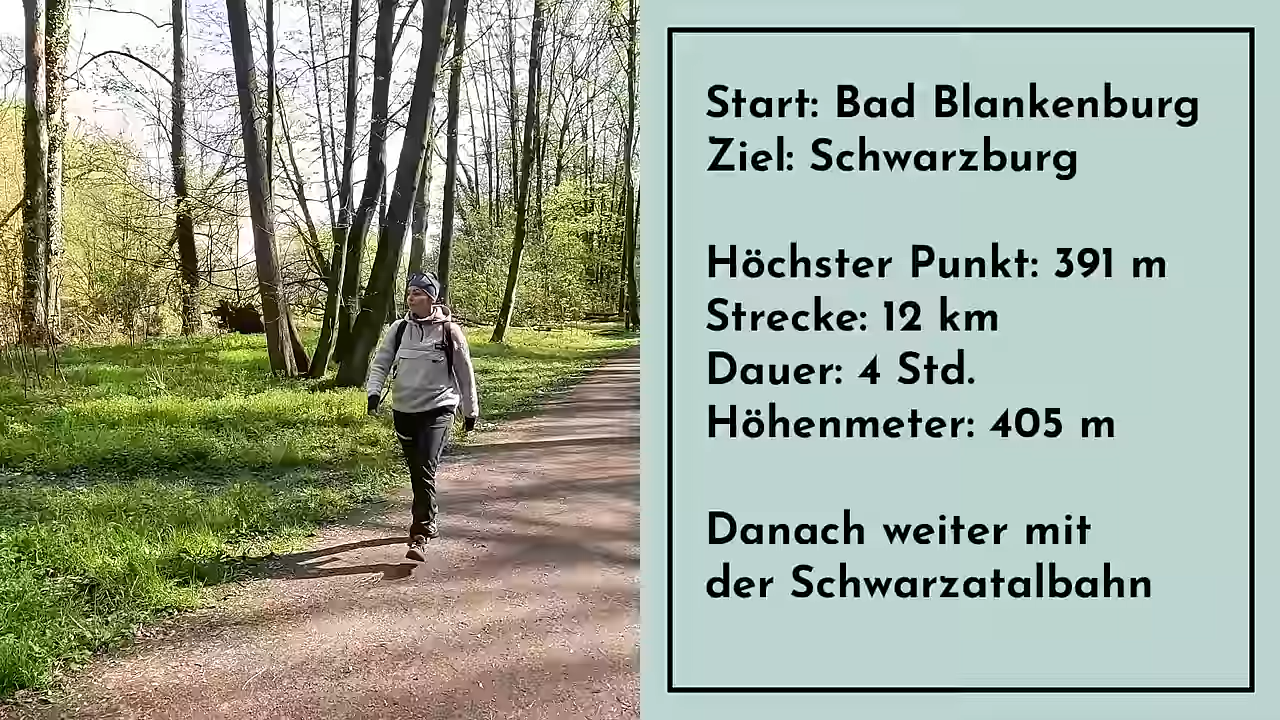 Start: Bad Blankenburg
Ziel: Schwarzburg
Höchster Punkt: 391 m
Strecke: 12 km
Dauer: 4 Std.
Höhenmeter: 405 m
Danach weiter mit
der Schwarzatalbahn